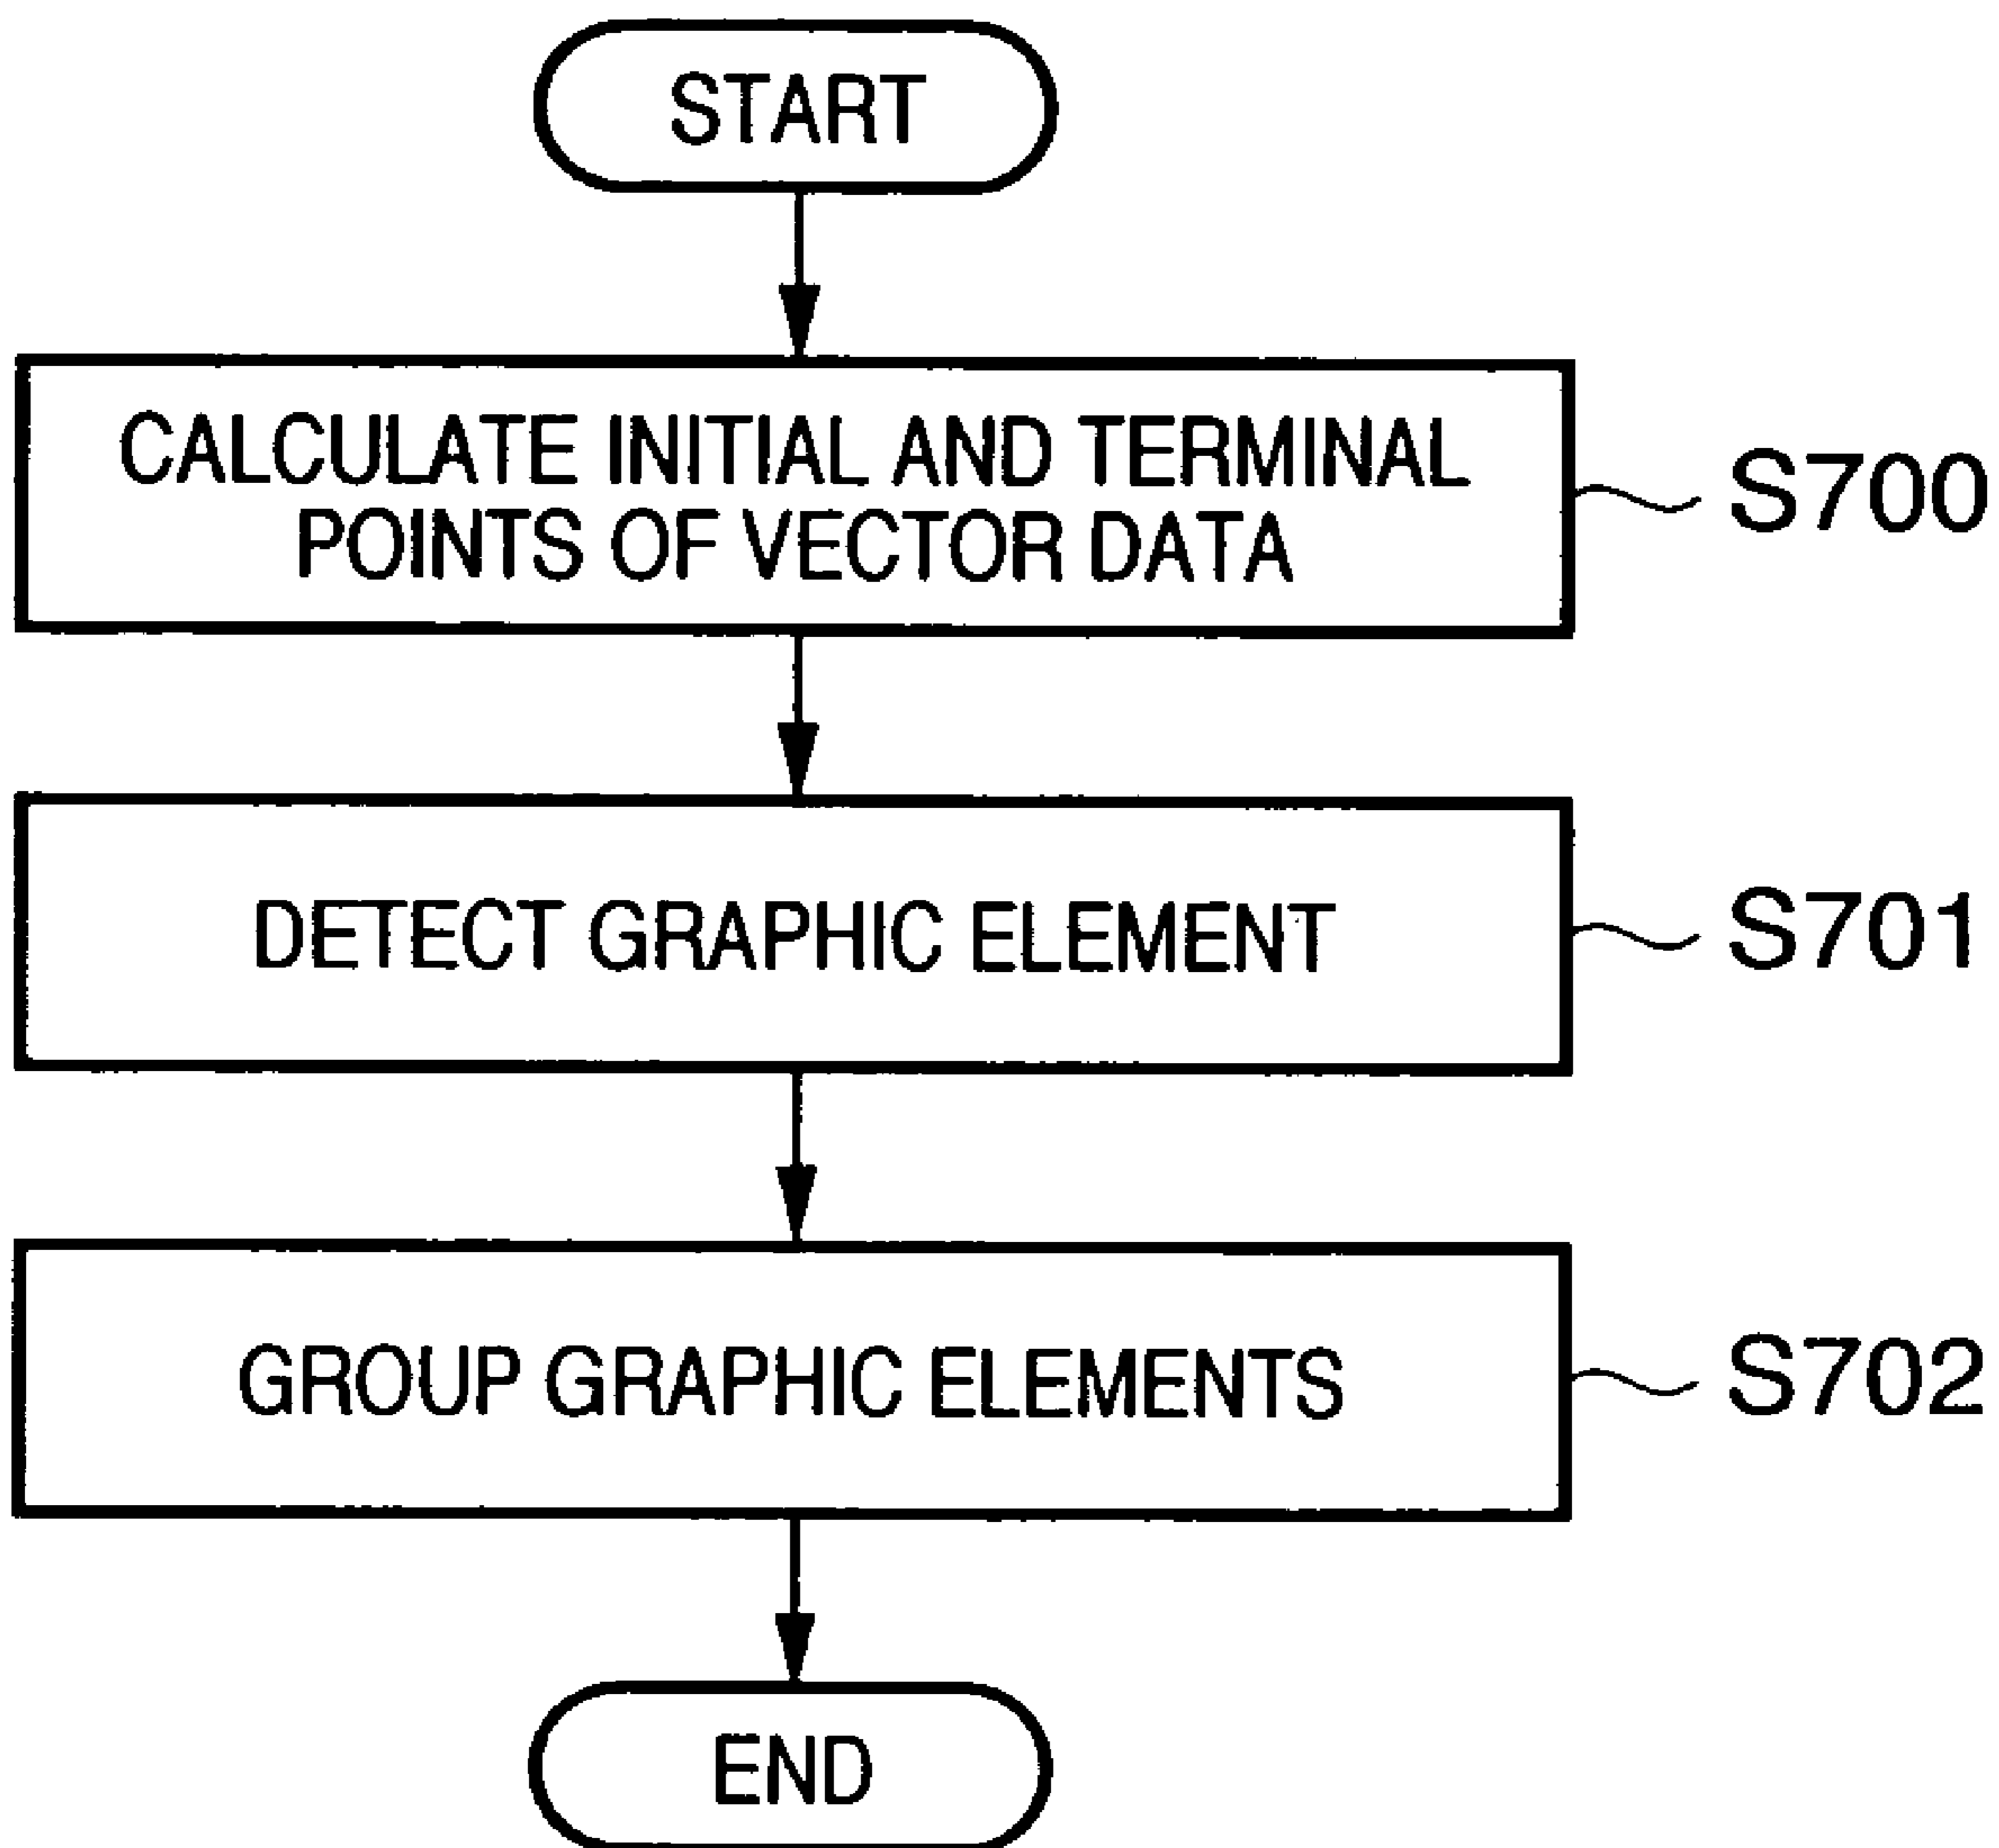 START
CALCULATE INITIAL AND TERMINAL
POINTS OF VECTOR DATA
S700
DETECT GRAPHIC ELEMENT
S701
GROUP GRAPHIC ELEMENTS
S702
END